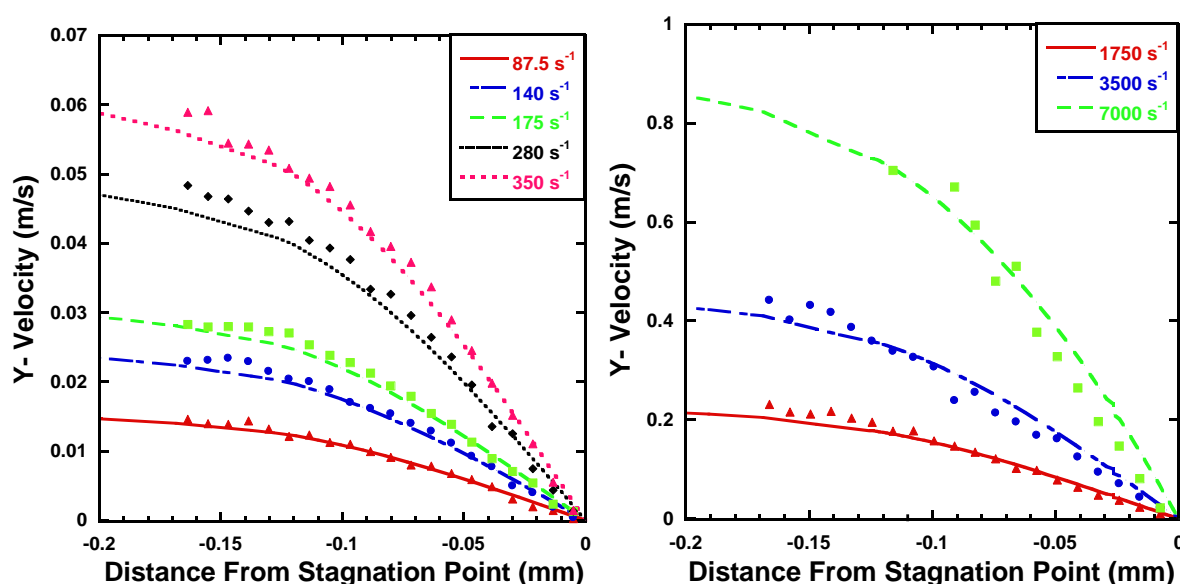 0.07
0.06
0.05
0.04
0.03
0.02
0.01
0
-0.2
-0.15
-0.1
-0.05
0
Y- Velocity (m/s)
Distance From Stagnation Point (mm)
87.5 s⁻¹
140 s⁻¹
175 s⁻¹
280 s⁻¹
350 s⁻¹
1
0.8
0.6
0.4
0.2
0
-0.2
-0.15
-0.1
-0.05
0
Y- Velocity (m/s)
Distance From Stagnation Point (mm)
1750 s⁻¹
3500 s⁻¹
7000 s⁻¹